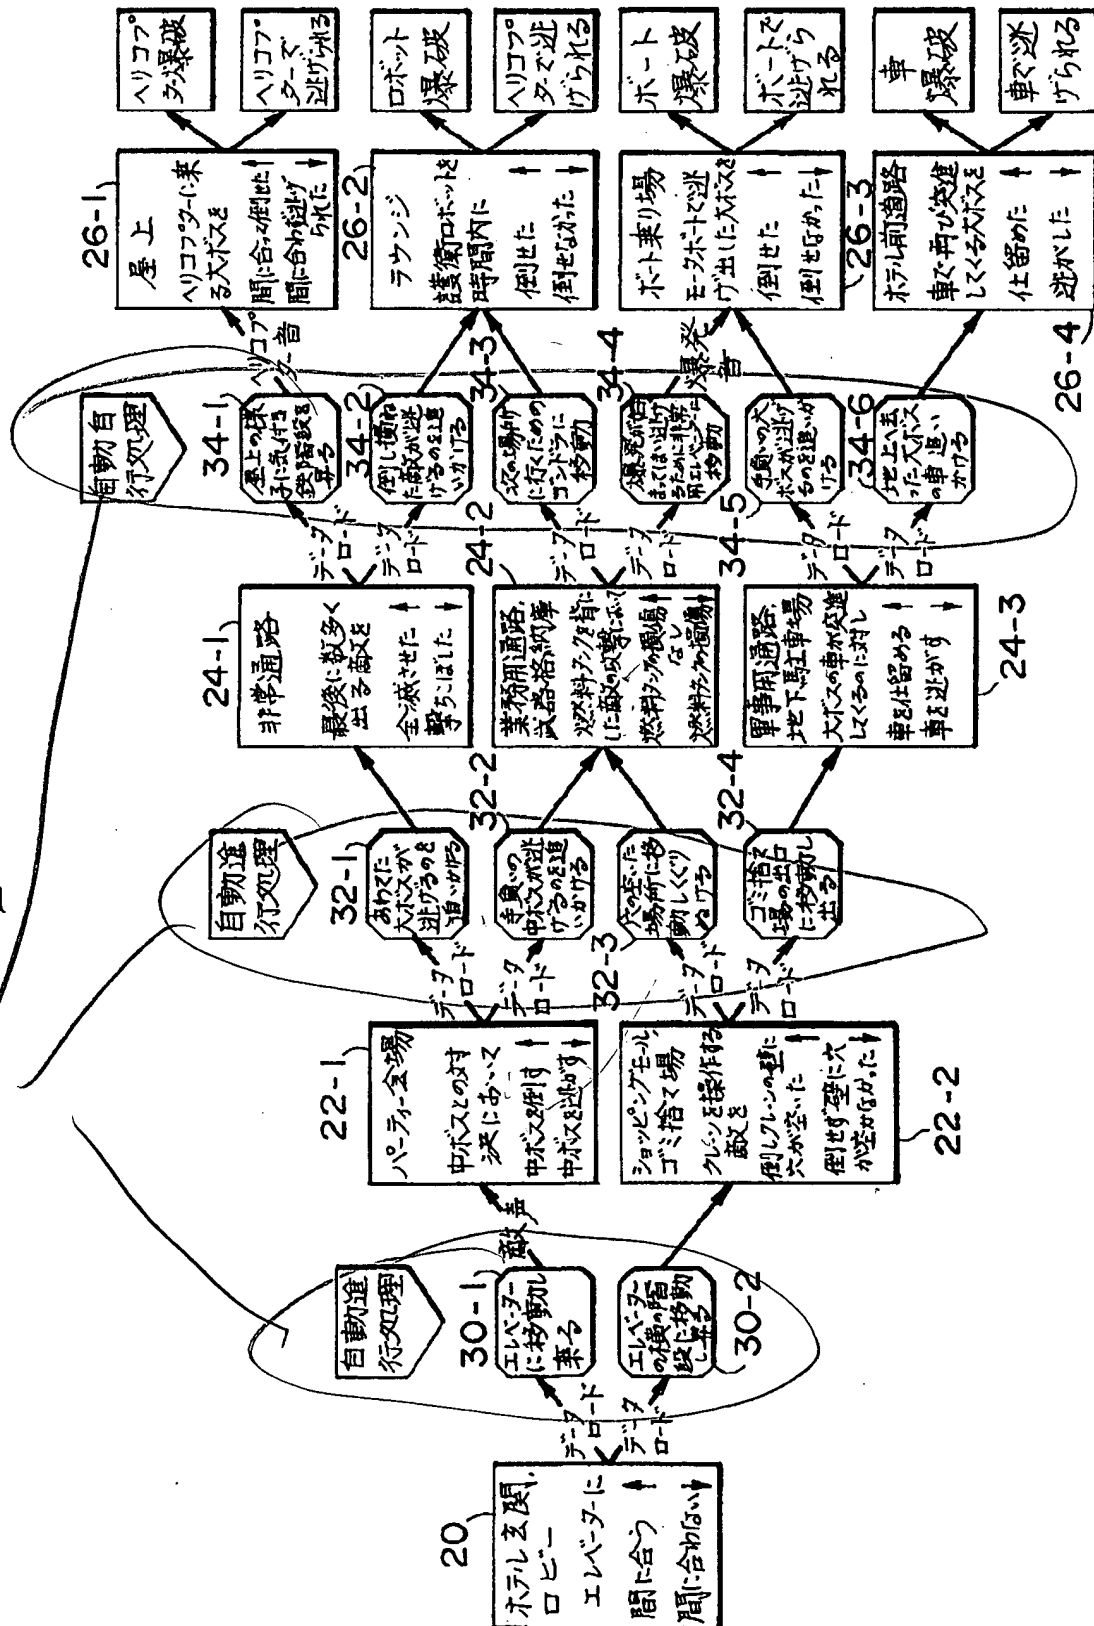 20
ホテル玄関,
ロビー
エレベーターに
間に合う
間に合わない
データ
ロード
データ
ロード
自動進
行処理
30-1
エレベーター
に移動し
乗る
敵声
エレベーター
の横の階
段に移動
し昇る
30-2
22-1
パーティー会場
中ボスとの対
決において
中ボスを倒す
中ボスを逃がす
ショッピングモール,
ゴミ捨て場
クレーンを操作する
敵を
倒しクレーンの壁に
穴が空いた
倒せず壁に穴
が空かなかった
22-2
データ
ロード
データ
ロード
データ
ロード
データ
ロード
自動進
行処理
32-1
あわてた
大ボスが
逃げるのを
追いかける
32-2
手負いの
中ボスが逃
げるのを追
いかける
32-3
穴の空いた
場所に移
動しくぐり
ぬける
32-4
ゴミ捨て
場の出口
に移動し
出る
24-1
非常通路
最後に数多く
出る敵を
全滅させた
撃ちこぼした
24-2
業務用通路,
武器格納庫
燃料タンクを背に
した敵の攻撃において
燃料タンクの損傷
なし
燃料タンクの損傷
軍事用通路,
地下駐車場
大ボスの車が突進
してくるのに対し
車を仕留める
車を逃がす
24-3
データ
ロード
データ
ロード
データ
ロード
データ
ロード
データ
ロード
データ
ロード
自動自
行処理
34-1
屋上の様
子に気付き
鉄階段を
昇る
ヘリコプ
ター音
34-2
倒し損ね
た敵が逃
げるのを追
いかける
34-3
次の場所
に行くための
ゴンドラに
移動
34-4
爆発が始
まってしまい逃げ
るために非常
用エレベーターに
移動
爆発
音
34-5
手負いの大
ボスが逃げ
るのを追いか
ける
34-6
地上へ去
った大ボス
の車追い
かける
26-1
屋上
ヘリコプターに来
る大ボスを
間に合って倒せた
間に合わず逃げ
られた
26-2
ラウンジ
護衛ロボットを
時間内に
倒せた
倒せなかった
ボート乗り場
モーターボートで逃
げ出した大ボスを
倒せた
倒せなかった
26-3
ホテル前道路
車で再び突進
してくる大ボスを
仕留めた
逃がした
26-4
ヘリコプ
タ爆破
ヘリコプ
ターで
逃げられる
ロボット
爆破
ヘリコプ
ターで逃
げられる
ボート
爆破
ボートで
逃げら
れる
車
爆破
車で逃
げられる